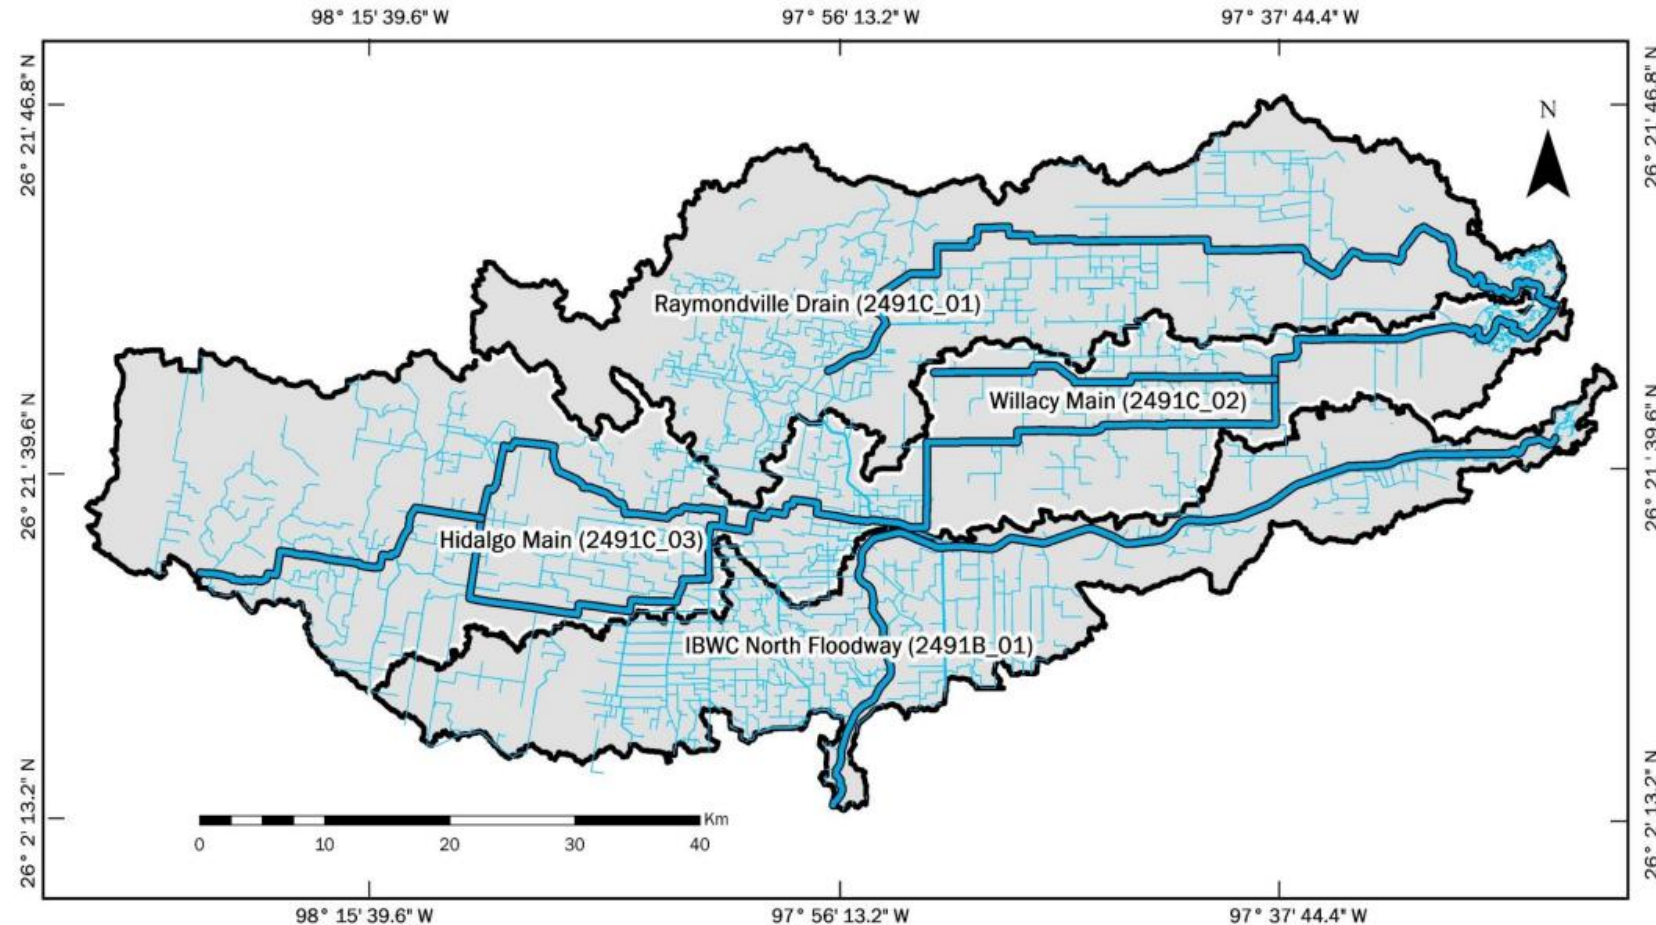 98° 15' 39.6" W
97° 56' 13.2" W
97° 37' 44.4" W
26° 21' 46.8" N
26° 21' 46.8" N
N
Raymondville Drain (2491C_01)
Willacy Main (2491C_02)
26° 21 ' 39.6" N
26° 21 ' 39.6" N
Hidalgo Main (2491C_03)
IBWC North Floodway (2491B_01)
26° 2' 13.2" N
26° 2' 13.2" N
Km
0 10 20 30 40
98° 15' 39.6" W
97° 56' 13.2" W
97° 37' 44.4" W